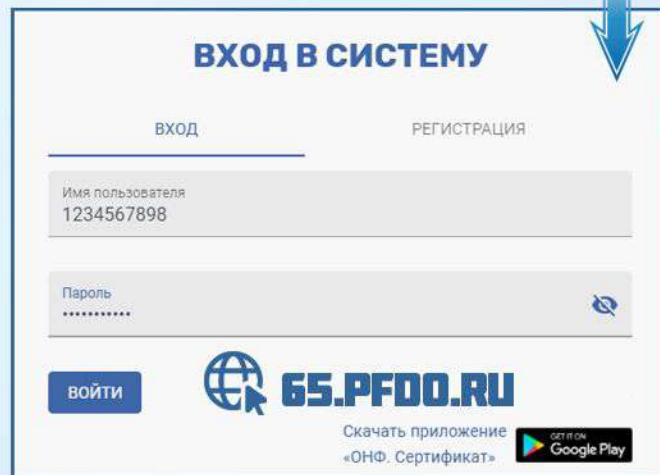 ВХОД В СИСТЕМУ
ВХОД
РЕГИСТРАЦИЯ
Имя пользователя
1234567898
Пароль
•••••••••••
ВОЙТИ
65.PFDO.RU
Скачать приложение
«ОНФ. Сертификат»
GET IT ON
Google Play